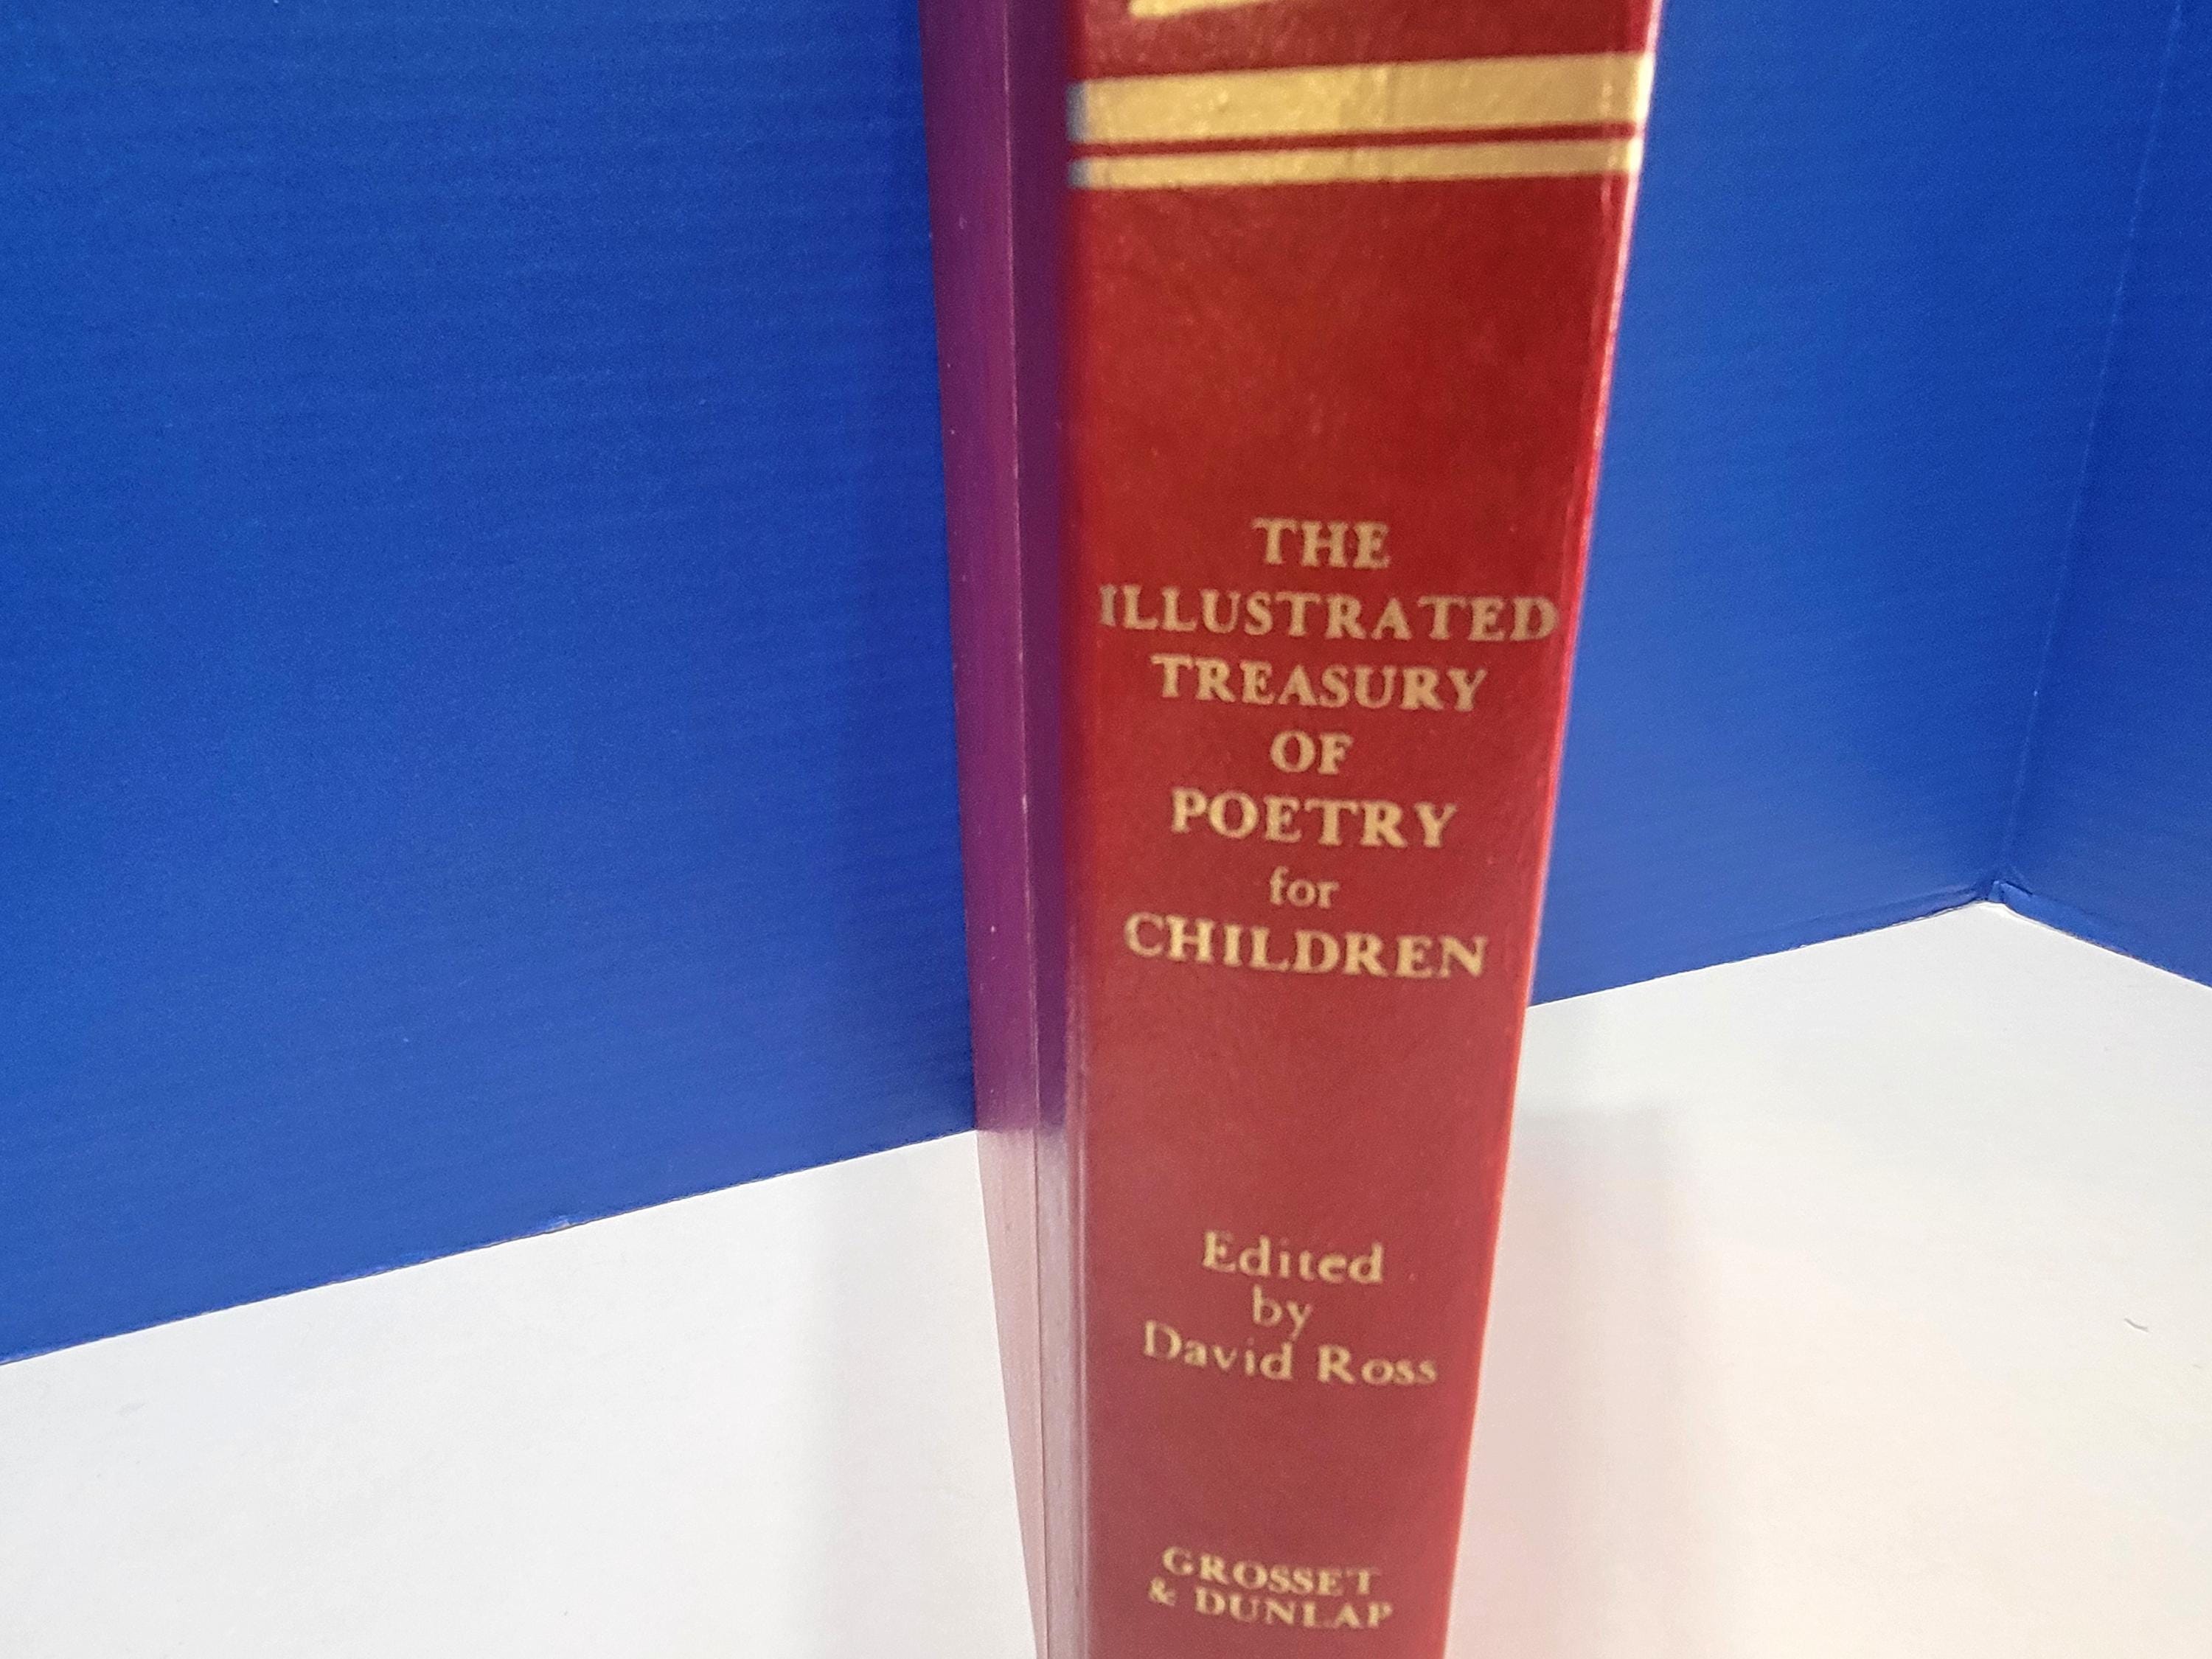 THE
ILLUSTRATED
TREASURY
OF
POETRY
for
CHILDREN
Edited
by
David Ross
GROSSET
& DUNLAP